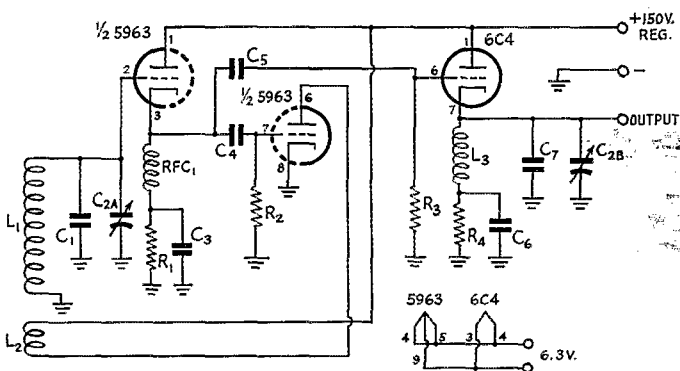 ½ 5963
1
2
3
C5
½ 5963
6
7
8
C4
6C4
1
6
7
+150V.
REG.
−
OUTPUT
RFC1
L1
C1
C2A
R1
C3
R2
R3
L3
R4
C6
C7
C2B
L2
5963
6C4
4
5
3
4
9
6.3V.